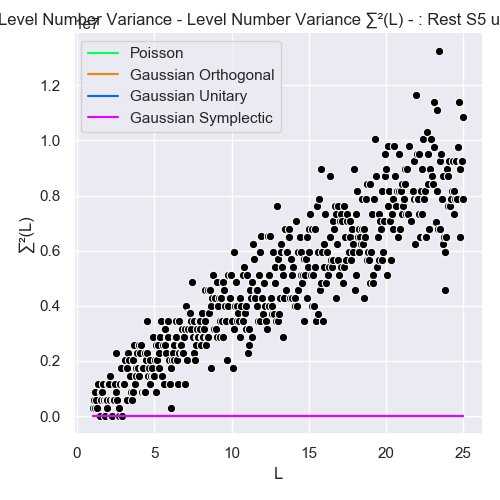 Level Number Variance - Level Number Variance ∑²(L) - : Rest S5 u
1e7
Poisson
Gaussian Orthogonal
Gaussian Unitary
Gaussian Symplectic
1.2
1.0
0.8
0.6
0.4
0.2
0.0
∑²(L)
0 5 10 15 20 25
L